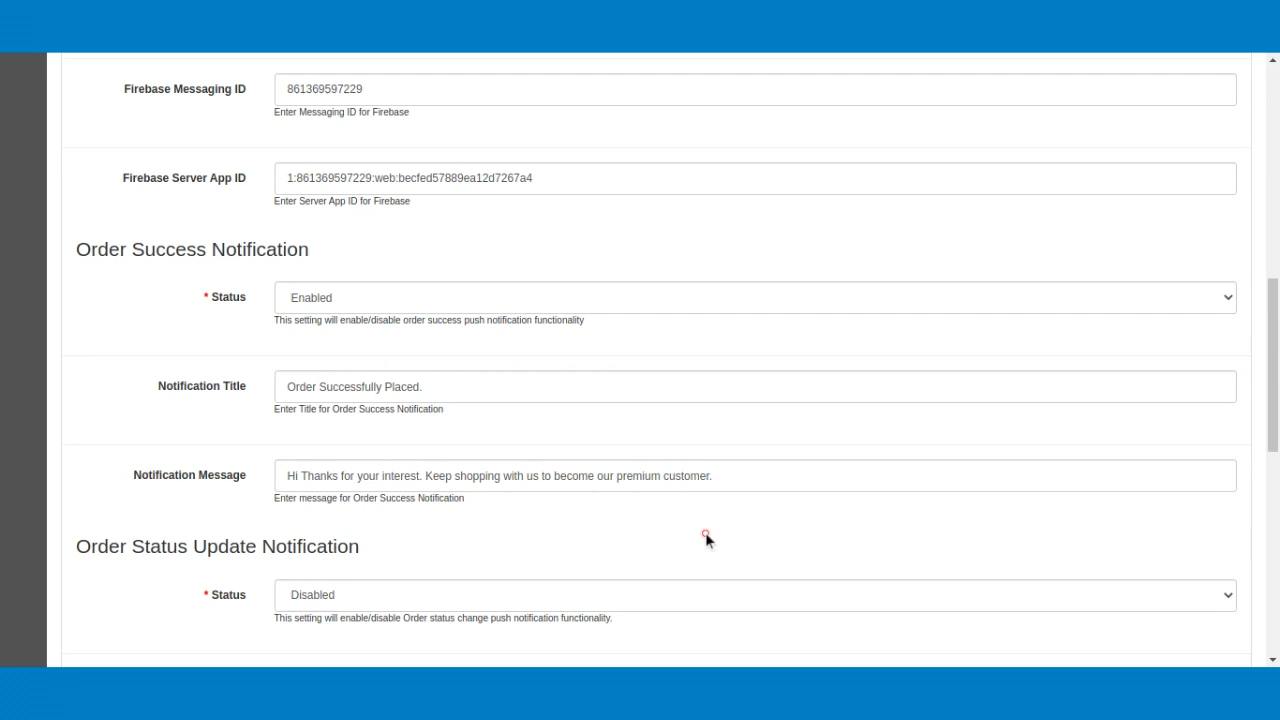 Firebase Messaging ID
861369597229
Enter Messaging ID for Firebase
Firebase Server App ID
1:861369597229:web:becfed57889ea12d7267a4
Enter Server App ID for Firebase
Order Success Notification
* Status
Enabled
This setting will enable/disable order success push notification functionality
Notification Title
Order Successfully Placed.
Enter Title for Order Success Notification
Notification Message
Hi Thanks for your interest. Keep shopping with us to become our premium customer.
Enter message for Order Success Notification
Order Status Update Notification
* Status
Disabled
This setting will enable/disable Order status change push notification functionality.